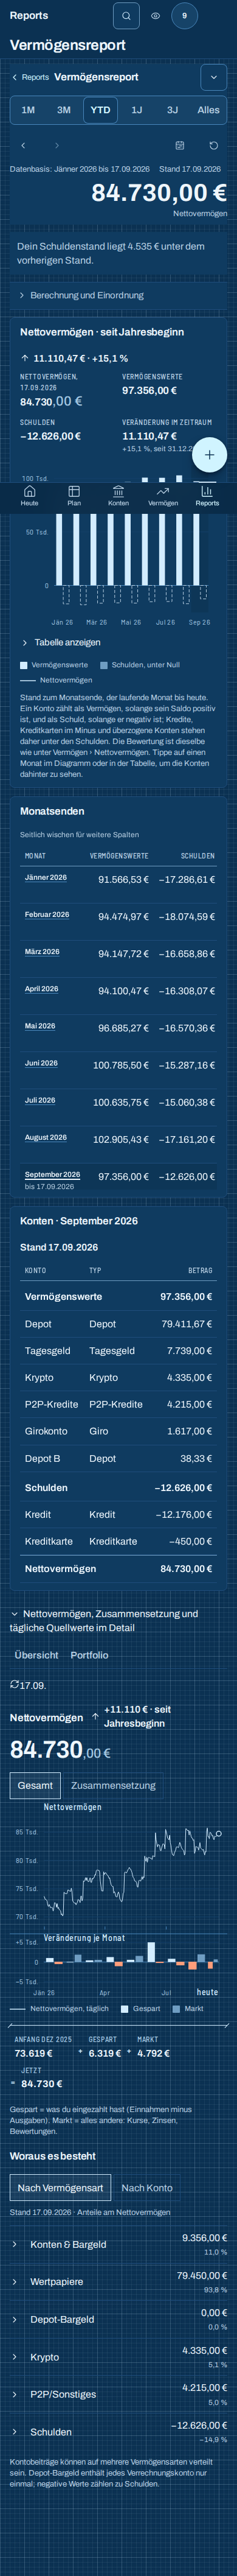 Reports
9
Vermögensreport
Reports Vermögensreport
1M 3M YTD 1J 3J Alles
Datenbasis: Jänner 2026 bis 17.09.2026 Stand 17.09.2026
84.730,00 €
Nettovermögen
Dein Schuldenstand liegt 4.535 € unter dem
vorherigen Stand.
Berechnung und Einordnung
Nettovermögen · seit Jahresbeginn
11.110,47 € · +15,1 %
NETTOVERMÖGEN,
17.09.2026
84.730,00 €
VERMÖGENSWERTE
97.356,00 €
SCHULDEN
−12.626,00 €
VERÄNDERUNG IM ZEITRAUM
11.110,47 €
+15,1 %, seit 31.12.2
100 Tsd.
Heute Plan Konten Vermögen Reports
50 Tsd.
0
Jän 26 Mär 26 Mai 26 Jul 26 Sep 26
Tabelle anzeigen
Vermögenswerte Schulden, unter Null
Nettovermögen
Stand zum Monatsende, der laufende Monat bis heute.
Ein Konto zählt als Vermögen, solange sein Saldo positiv
ist, und als Schuld, solange er negativ ist; Kredite,
Kreditkarten im Minus und überzogene Konten stehen
daher unter den Schulden. Die Bewertung ist dieselbe
wie unter Vermögen › Nettovermögen. Tippe auf einen
Monat im Diagramm oder in der Tabelle, um die Konten
dahinter zu sehen.
Monatsenden
Seitlich wischen für weitere Spalten
MONAT VERMÖGENSWERTE SCHULDEN
Jänner 2026 91.566,53 € −17.286,61 €
Februar 2026 94.474,97 € −18.074,59 €
März 2026 94.147,72 € −16.658,86 €
April 2026 94.100,47 € −16.308,07 €
Mai 2026 96.685,27 € −16.570,36 €
Juni 2026 100.785,50 € −15.287,16 €
Juli 2026 100.635,75 € −15.060,38 €
August 2026 102.905,43 € −17.161,20 €
September 2026 97.356,00 € −12.626,00 €
bis 17.09.2026
Konten · September 2026
Stand 17.09.2026
KONTO TYP BETRAG
Vermögenswerte 97.356,00 €
Depot Depot 79.411,67 €
Tagesgeld Tagesgeld 7.739,00 €
Krypto Krypto 4.335,00 €
P2P-Kredite P2P-Kredite 4.215,00 €
Girokonto Giro 1.617,00 €
Depot B Depot 38,33 €
Schulden −12.626,00 €
Kredit Kredit −12.176,00 €
Kreditkarte Kreditkarte −450,00 €
Nettovermögen 84.730,00 €
Nettovermögen, Zusammensetzung und
tägliche Quellwerte im Detail
Übersicht Portfolio
17.09.
Nettovermögen +11.110 € · seit
Jahresbeginn
84.730,00 €
Gesamt Zusammensetzung
Nettovermögen
85 Tsd.
80 Tsd.
75 Tsd.
70 Tsd.
Veränderung je Monat
+5 Tsd.
0
−5 Tsd.
Jän 26 Apr Jul heute
Nettovermögen, täglich Gespart Markt
ANFANG DEZ 2025 GESPART MARKT
73.619 € + 6.319 € + 4.792 €
JETZT
= 84.730 €
Gespart = was du eingezahlt hast (Einnahmen minus
Ausgaben). Markt = alles andere: Kurse, Zinsen,
Bewertungen.
Woraus es besteht
Nach Vermögensart Nach Konto
Stand 17.09.2026 · Anteile am Nettovermögen
Konten & Bargeld 9.356,00 €
11,0 %
Wertpapiere 79.450,00 €
93,8 %
Depot-Bargeld 0,00 €
0,0 %
Krypto 4.335,00 €
5,1 %
P2P/Sonstiges 4.215,00 €
5,0 %
Schulden −12.626,00 €
−14,9 %
Kontobeiträge können auf mehrere Vermögensarten verteilt
sein. Depot-Bargeld enthält jedes Verrechnungskonto nur
einmal; negative Werte zählen zu Schulden.